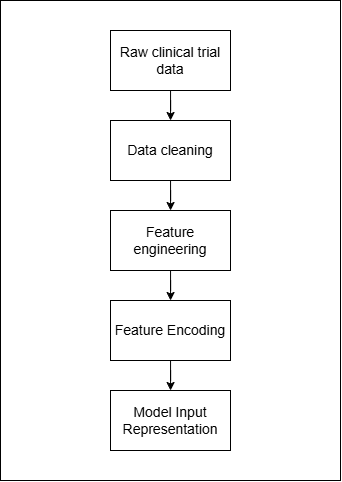 Raw clinical trial
data
Data cleaning
Feature
engineering
Feature Encoding
Model Input
Representation